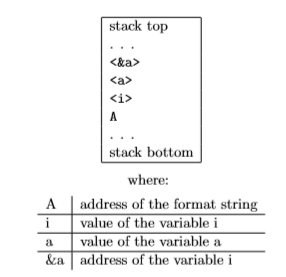 stack top
. . .
<&a>
<a>
<i>
A
. . .
stack bottom
where:
A address of the format string
i value of the variable i
a value of the variable a
&a address of the variable i